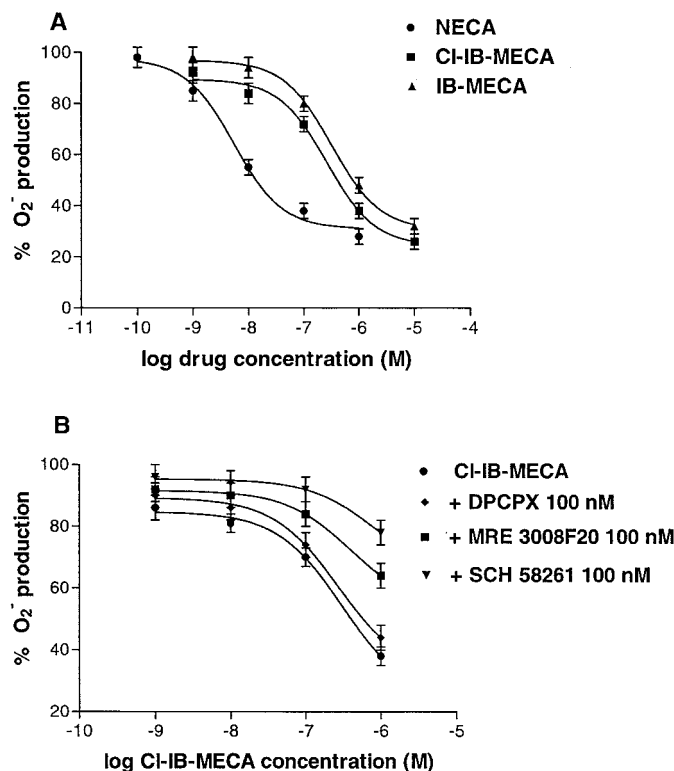 A
NECA
Cl-IB-MECA
IB-MECA
% O₂⁻ production
100
80
60
40
20
0
-11 -10 -9 -8 -7 -6 -5 -4
log drug concentration (M)
B
Cl-IB-MECA
+ DPCPX 100 nM
+ MRE 3008F20 100 nM
+ SCH 58261 100 nM
% O₂⁻ production
100
80
60
40
20
-10 -9 -8 -7 -6 -5
log Cl-IB-MECA concentration (M)